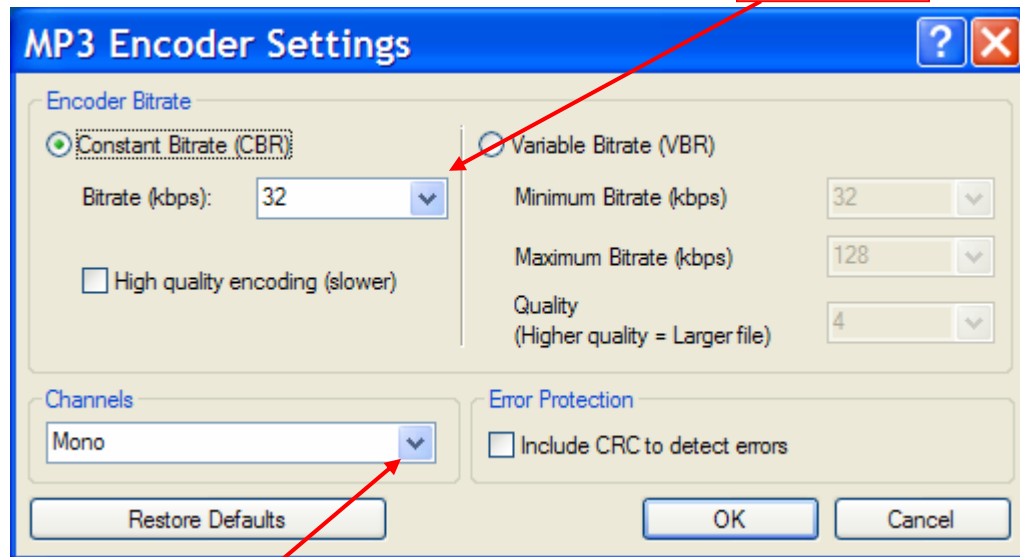 MP3 Encoder Settings
Encoder Bitrate
Constant Bitrate (CBR)
Bitrate (kbps): 32
High quality encoding (slower)
Variable Bitrate (VBR)
Minimum Bitrate (kbps) 32
Maximum Bitrate (kbps) 128
Quality
(Higher quality = Larger file) 4
Channels
Mono
Error Protection
Include CRC to detect errors
Restore Defaults
OK
Cancel